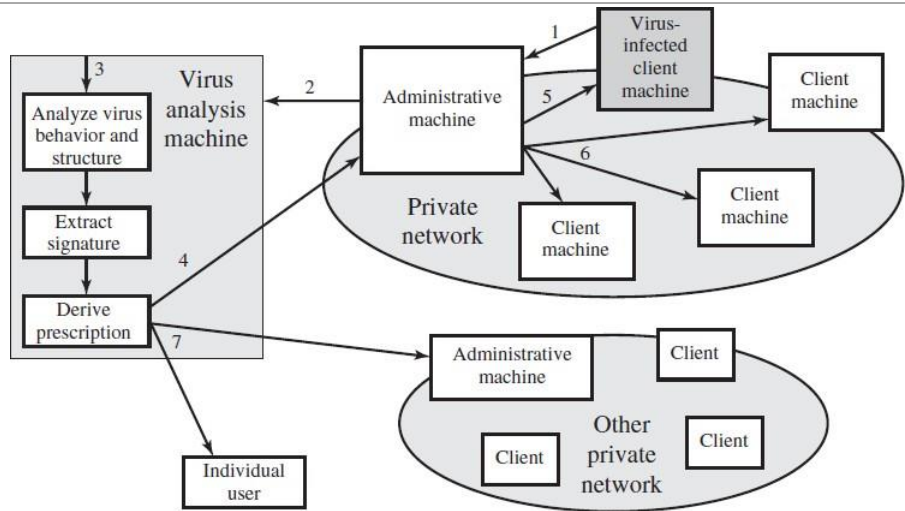 1
Virus-
infected
client
machine
3
Virus
analysis
machine
2
Administrative
machine
5
Client
machine
Analyze virus
behavior and
structure
6
Private
network
Client
machine
Client
machine
Extract
signature
4
Derive
prescription
7
Administrative
machine
Client
Other
private
network
Client
Client
Individual
user